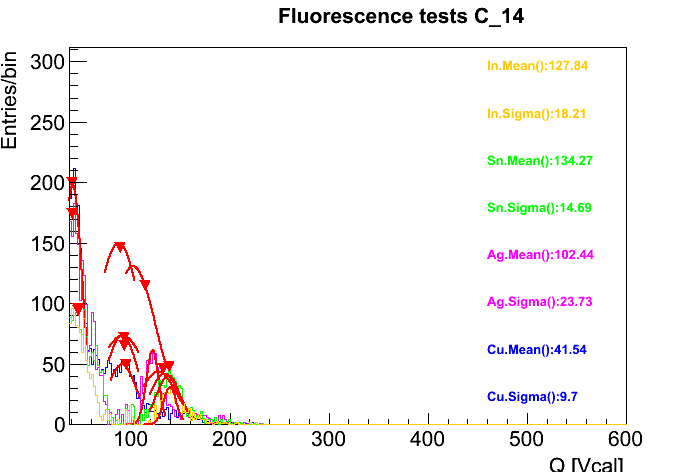 Fluorescence tests C_14
Entries/bin
300
250
200
150
100
50
0
In.Mean():127.84
In.Sigma():18.21
Sn.Mean():134.27
Sn.Sigma():14.69
Ag.Mean():102.44
Ag.Sigma():23.73
Cu.Mean():41.54
Cu.Sigma():9.7
100 200 300 400 500 600
Q [Vcal]